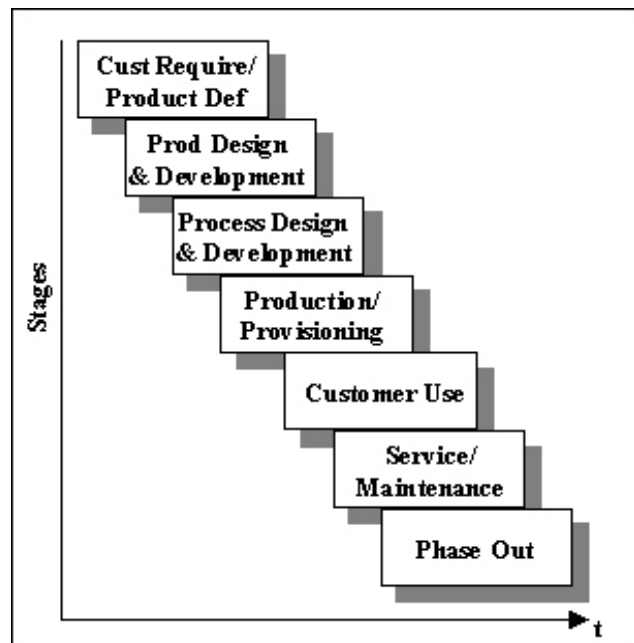 Cust Require/
Product Def
Prod Design
& Development
Process Design
& Development
Production/
Provisioning
Customer Use
Service/
Maintenance
Phase Out
Stages
t